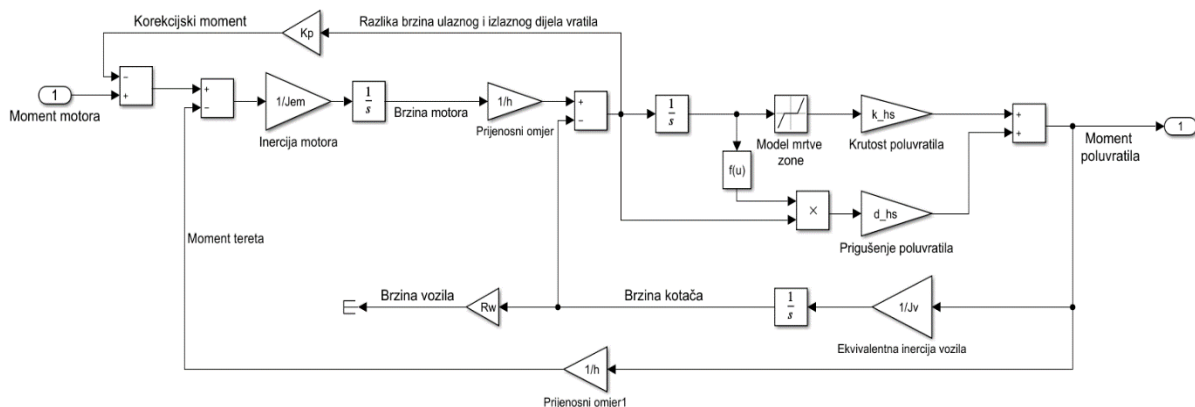 Korekcijski moment
Razlika brzina ulaznog i izlaznog dijela vratila
Kp
−
+
1
Moment motora
+
−
1/Jem
Inercija motora
1
s
Brzina motora
1/h
Prijenosni omjer
+
−
1
s
Model mrtve
zone
k_hs
Krutost poluvratila
+
+
Moment
poluvratila
1
f(u)
×
d_hs
Prigušenje poluvratila
Moment tereta
Brzina vozila
Rw
Brzina kotača
1
s
1/Jv
Ekvivalentna inercija vozila
1/h
Prijenosni omjer1